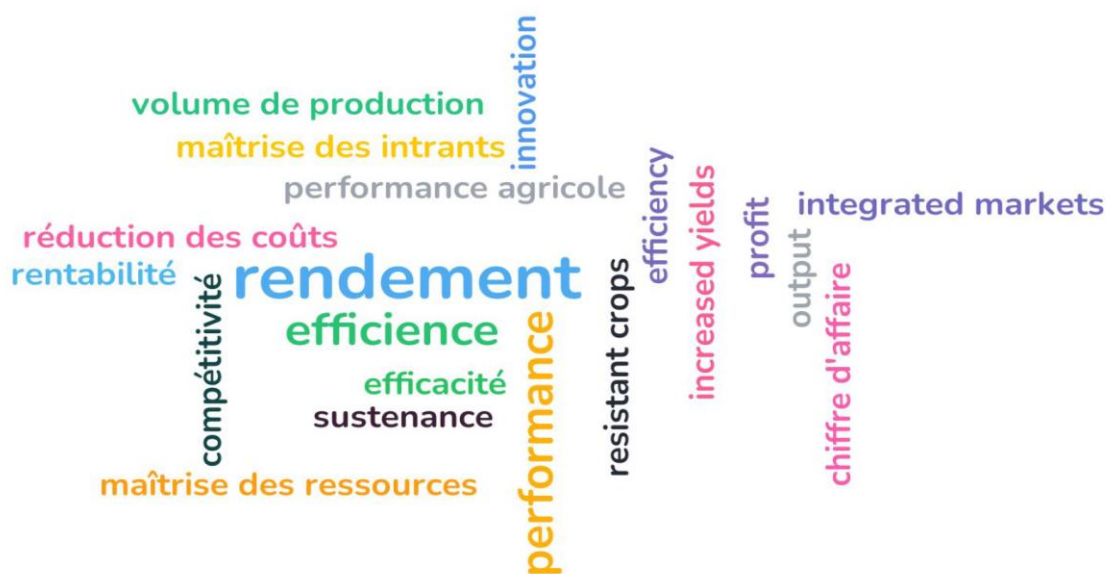 innovation
volume de production
maîtrise des intrants
performance agricole
efficiency
increased yields
profit
integrated markets
output
réduction des coûts
rentabilité
rendement
compétitivité
efficience
performance
resistant crops
chiffre d'affaire
efficacité
sustenance
maîtrise des ressources